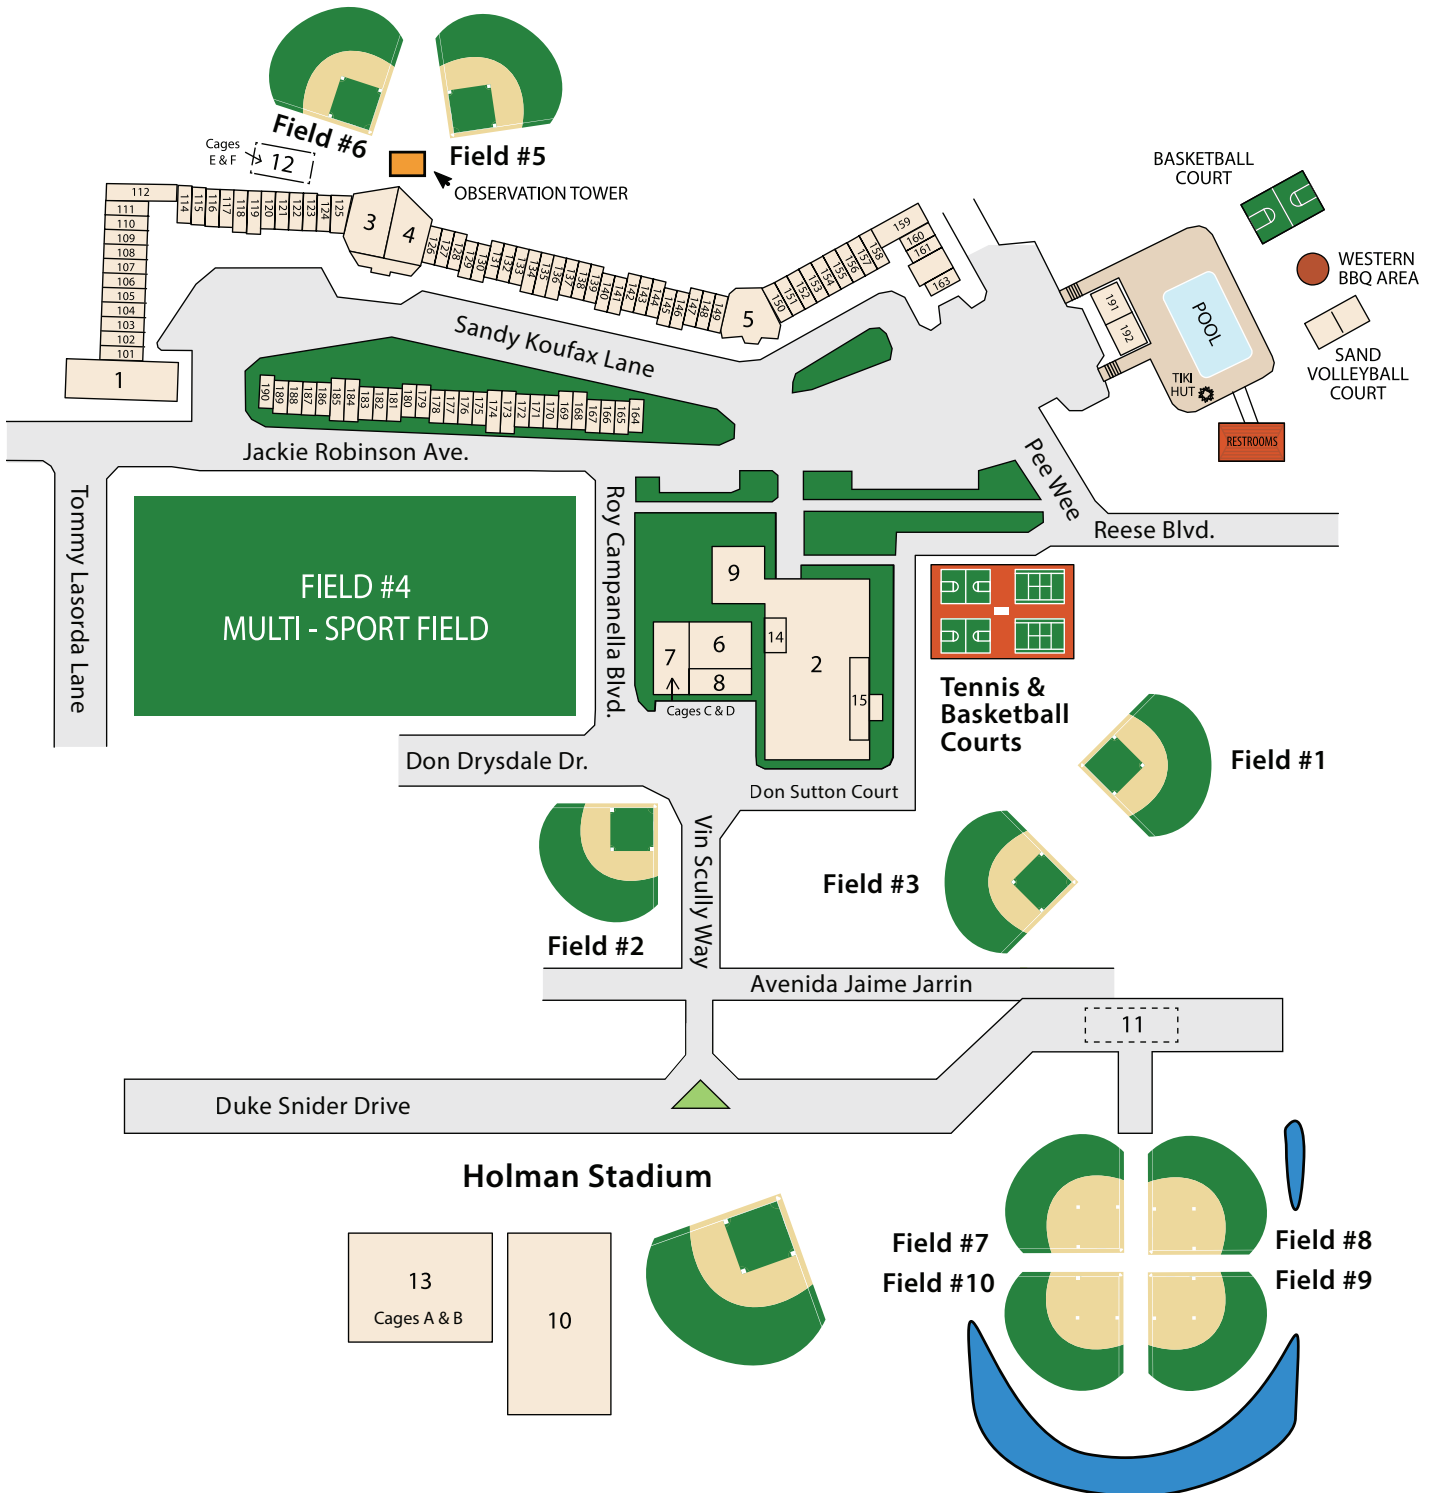 Field #6
Field #5
Cages
E & F
12
OBSERVATION TOWER
BASKETBALL
COURT
WESTERN
BBQ AREA
SAND
VOLLEYBALL
COURT
POOL
TIKI
HUT
RESTROOMS
191
192
112
111
110
109
108
107
106
105
104
103
102
101
1
114
115
116
117
118
119
120
121
122
123
124
125
3
4
126
127
128
129
130
131
132
133
134
135
136
137
138
139
140
141
142
143
144
145
146
147
148
149
5
150
151
152
153
154
155
156
157
158
159
160
161
163
Sandy Koufax Lane
190
189
188
187
186
185
184
183
182
181
180
179
178
177
176
175
174
173
172
171
170
169
168
167
166
165
164
Jackie Robinson Ave.
Pee Wee
Reese Blvd.
Tommy Lasorda Lane
FIELD #4
MULTI - SPORT FIELD
Roy Campanella Blvd.
9
14
6
7
8
2
15
Cages C & D
Tennis &
Basketball
Courts
Don Drysdale Dr.
Don Sutton Court
Field #1
Vin Scully Way
Field #3
Field #2
Avenida Jaime Jarrin
11
Duke Snider Drive
Holman Stadium
13
Cages A & B
10
Field #7
Field #8
Field #10
Field #9